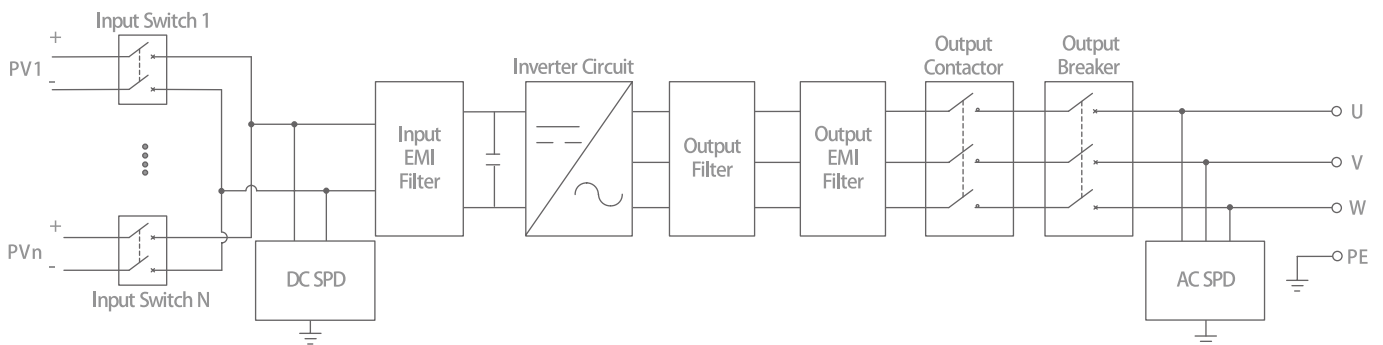 Input Switch 1
+
PV1
-
Input EMI Filter
Inverter Circuit
Output Filter
Output EMI Filter
Output Contactor
Output Breaker
U
V
W
PE
+
PVn
-
Input Switch N
DC SPD
AC SPD